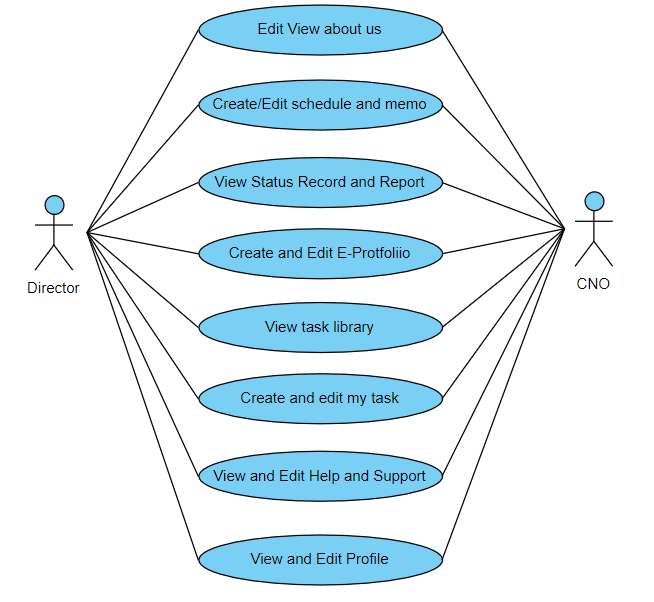 Edit View about us
Create/Edit schedule and memo
View Status Record and Report
Create and Edit E-Protfoliio
Director
CNO
View task library
Create and edit my task
View and Edit Help and Support
View and Edit Profile